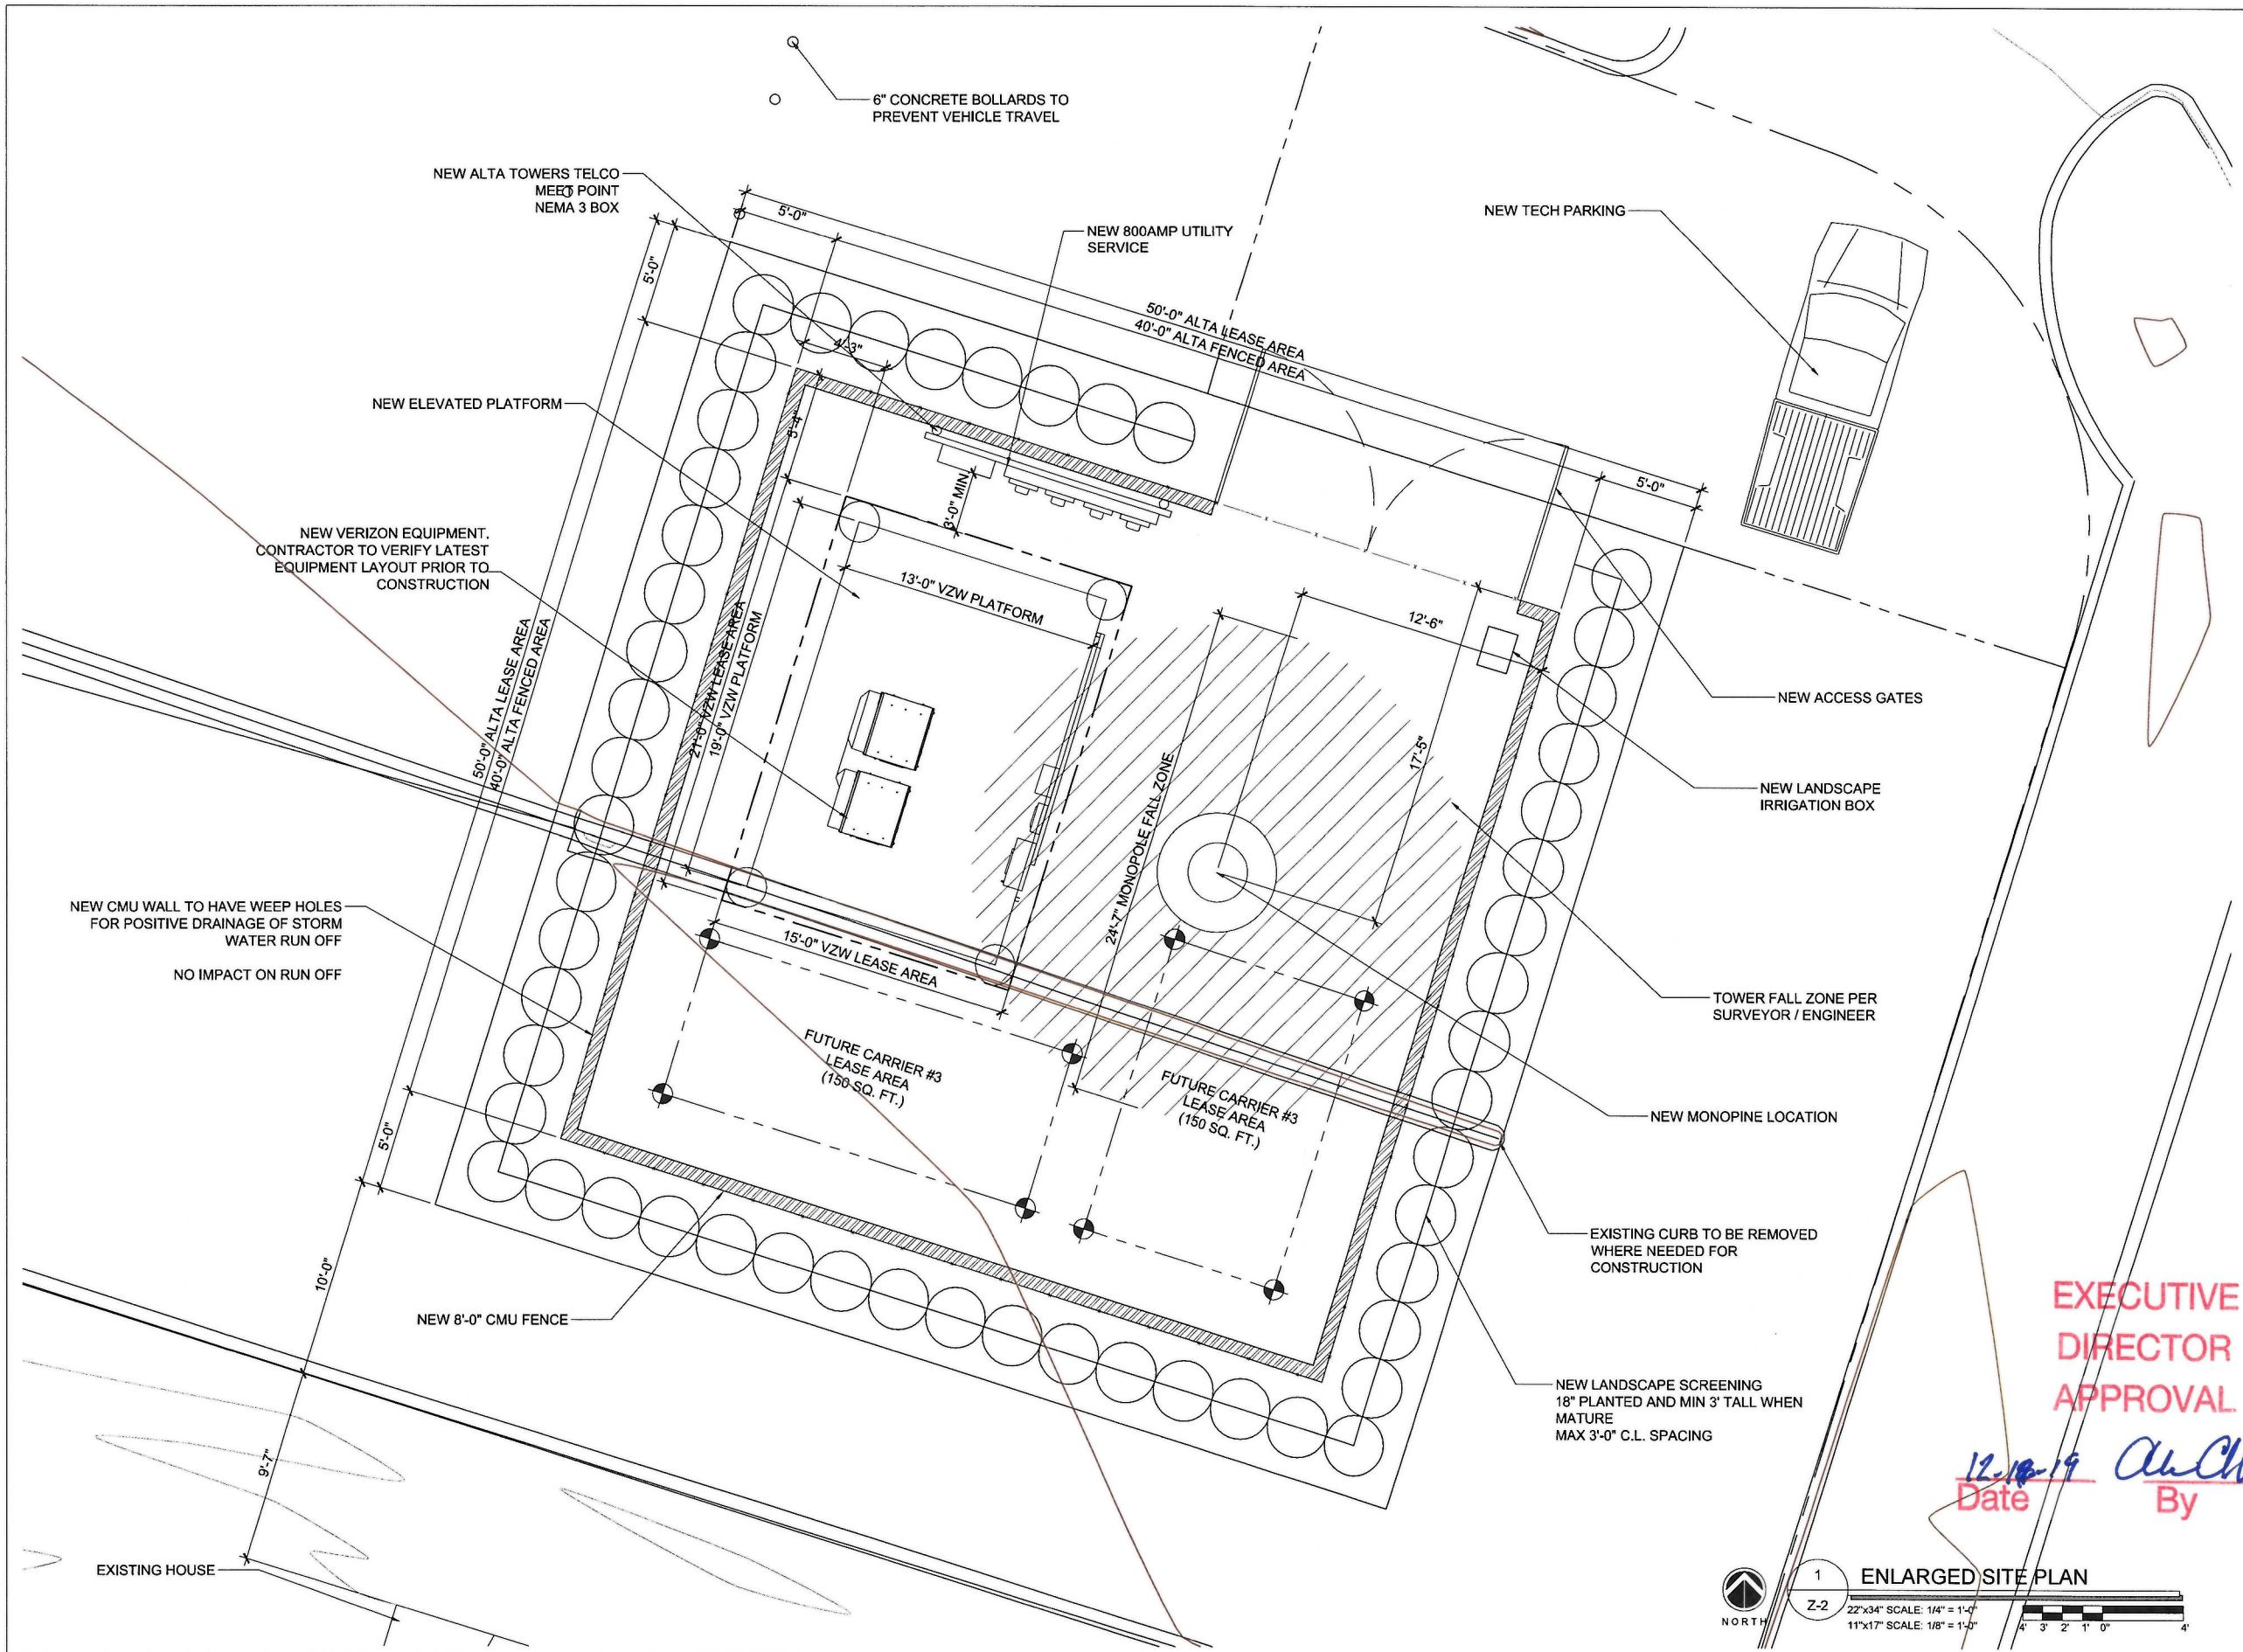 6" CONCRETE BOLLARDS TO
PREVENT VEHICLE TRAVEL
NEW ALTA TOWERS TELCO
MEET POINT
NEMA 3 BOX
5'-0"
NEW 800AMP UTILITY
SERVICE
NEW TECH PARKING
5'-0"
50'-0" ALTA LEASE AREA
40'-0" ALTA FENCED AREA
4'-3"
NEW ELEVATED PLATFORM
5'-4"
3'-0" MIN
5'-0"
NEW VERIZON EQUIPMENT.
CONTRACTOR TO VERIFY LATEST
EQUIPMENT LAYOUT PRIOR TO
CONSTRUCTION
13'-0" VZW PLATFORM
12'-6"
50'-0" ALTA LEASE AREA
40'-0" ALTA FENCED AREA
21'-0" VZW LEASE AREA
19'-0" VZW PLATFORM
NEW ACCESS GATES
17'-5"
24'-7" MONOPOLE FALL ZONE
NEW LANDSCAPE
IRRIGATION BOX
NEW CMU WALL TO HAVE WEEP HOLES
FOR POSITIVE DRAINAGE OF STORM
WATER RUN OFF
NO IMPACT ON RUN OFF
15'-0" VZW LEASE AREA
TOWER FALL ZONE PER
SURVEYOR / ENGINEER
FUTURE CARRIER #3
LEASE AREA
(150 SQ. FT.)
FUTURE CARRIER #3
LEASE AREA
(150 SQ. FT.)
NEW MONOPINE LOCATION
5'-0"
10'-0"
EXISTING CURB TO BE REMOVED
WHERE NEEDED FOR
CONSTRUCTION
NEW 8'-0" CMU FENCE
EXECUTIVE
DIRECTOR
APPROVAL
NEW LANDSCAPE SCREENING
18" PLANTED AND MIN 3' TALL WHEN
MATURE
MAX 3'-0" C.L. SPACING
9'-7"
Date By
EXISTING HOUSE
NORTH
1
Z-2
ENLARGED SITE PLAN
22"x34" SCALE: 1/4" = 1'-0"
11"x17" SCALE: 1/8" = 1'-0"
4' 3' 2' 1' 0" 4'